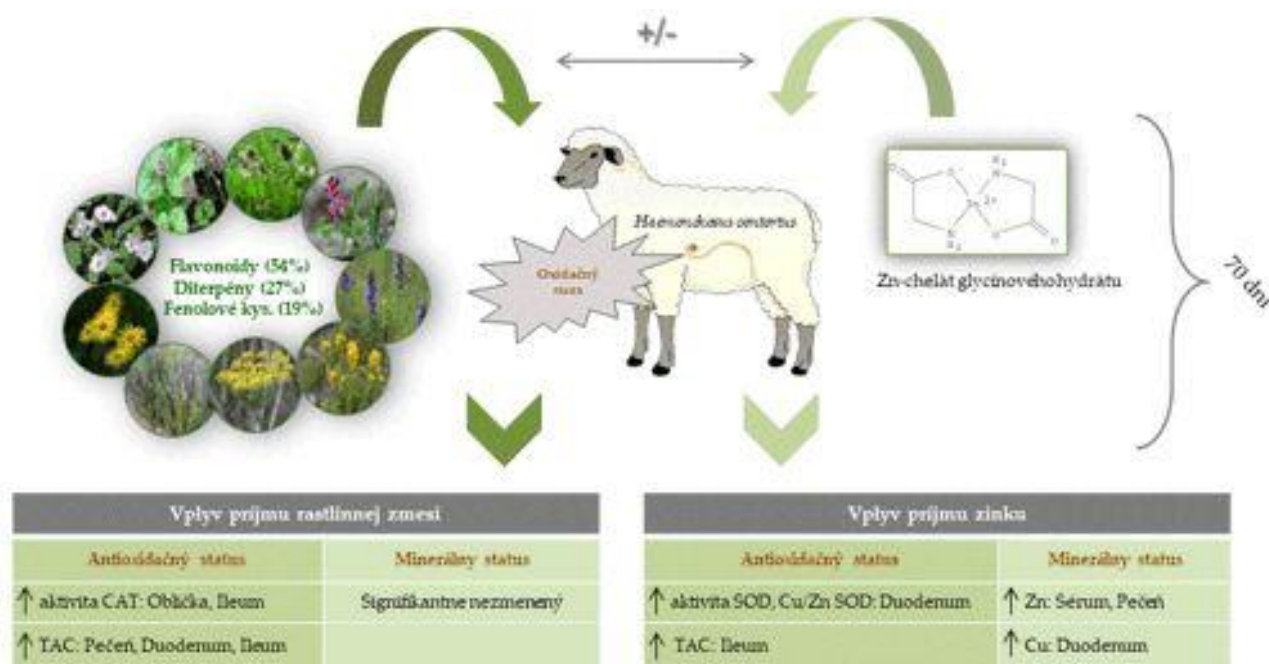 +/-
Flavonoidy (54%)
Diterpény (27%)
Fenolové kys. (19%)
Haemonchus contortus
Oxidačný
stres
Zn-chelát glycínovéhohydrátu
70 dní
Vplyv príjmu rastlinnej zmesi
Antioxidačný status
Minerálny status
↑ aktivita CAT: Oblička, Ileum
Signifikantne nezmenený
↑ TAC: Pečeň, Duodenum, Ileum
Vplyv príjmu zinku
Antioxidačný status
Minerálny status
↑ aktivita SOD, Cu/Zn SOD: Duodenum
↑ Zn: Sérum, Pečeň
↑ TAC: Ileum
↑ Cu: Duodenum